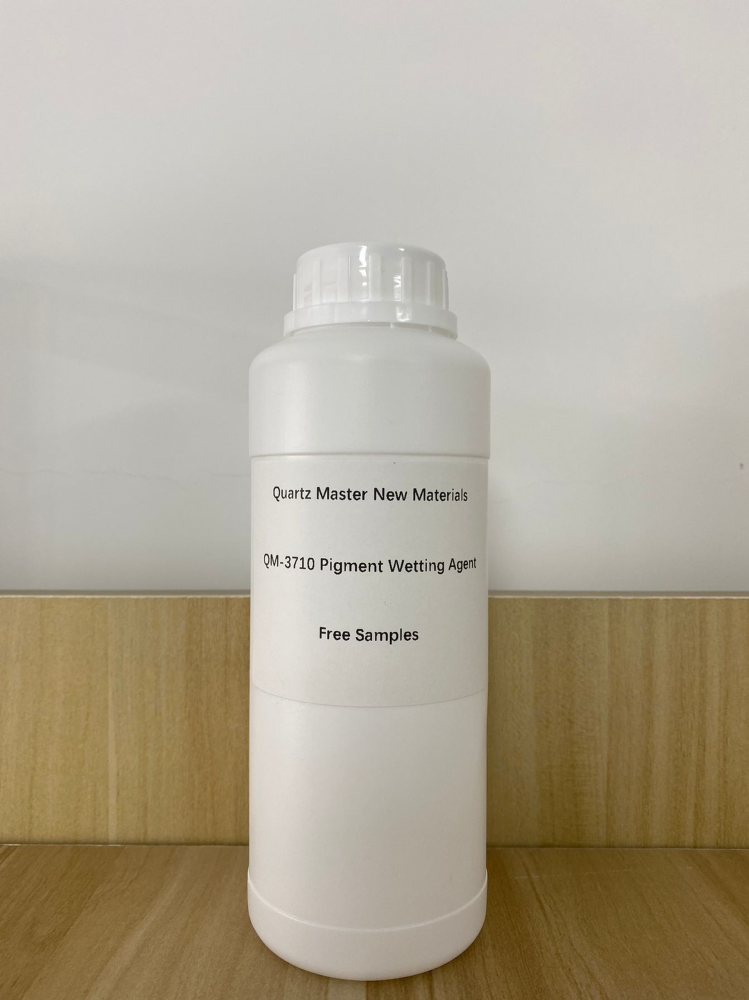 Quartz Master New Materials
QM-3710 Pigment Wetting Agent
Free Samples